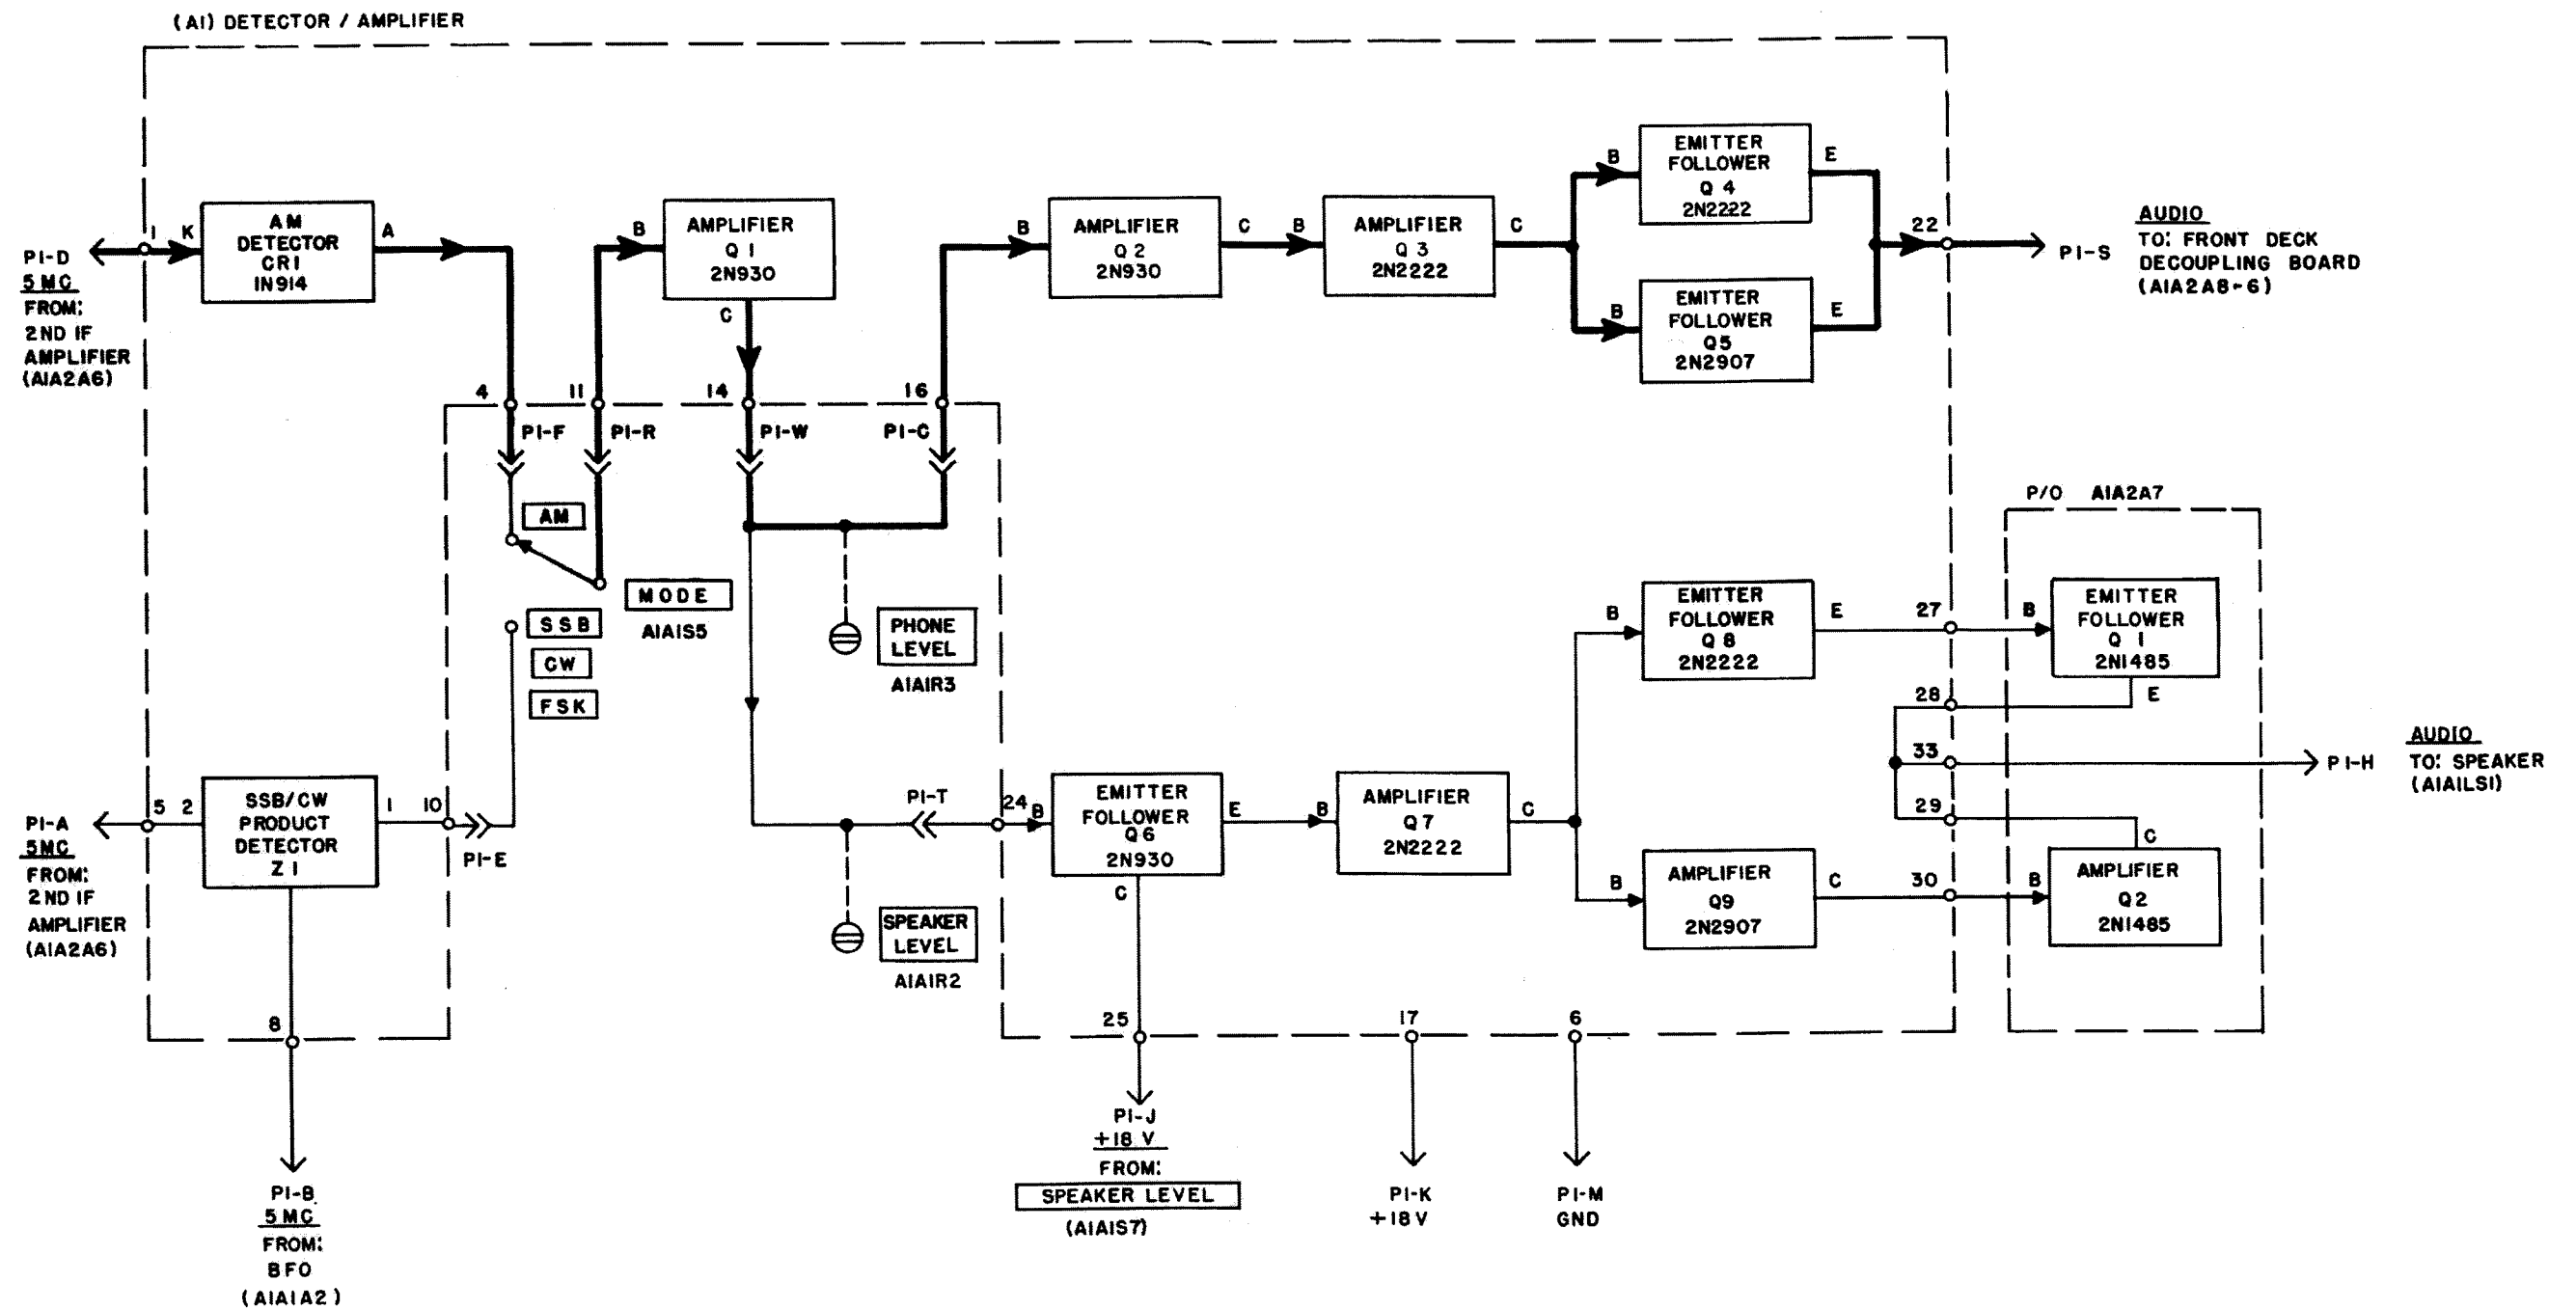 (A1) DETECTOR / AMPLIFIER
P1-D
5 MC
FROM:
2ND IF
AMPLIFIER
(A1A2A6)
1
K
AM
DETECTOR
CR1
1N914
A
B
AMPLIFIER
Q 1
2N930
C
B
AMPLIFIER
Q 2
2N930
C
B
AMPLIFIER
Q 3
2N2222
C
B
EMITTER
FOLLOWER
Q 4
2N2222
E
B
EMITTER
FOLLOWER
Q5
2N2907
E
22
P1-S
AUDIO
TO: FRONT DECK
DECOUPLING BOARD
(A1A2A8-6)
4
11
14
16
P1-F
P1-R
P1-W
P1-C
AM
MODE
A1A1S5
SSB
CW
FSK
PHONE
LEVEL
A1A1R3
P1-A
5MC
FROM:
2ND IF
AMPLIFIER
(A1A2A6)
5
2
SSB/CW
PRODUCT
DETECTOR
Z 1
1
10
P1-E
8
P1-B
5 MC
FROM:
BFO
(A1A1A2)
SPEAKER
LEVEL
A1A1R2
P1-T
24
B
EMITTER
FOLLOWER
Q6
2N930
C
E
B
AMPLIFIER
Q7
2N2222
C
B
EMITTER
FOLLOWER
Q 8
2N2222
E
27
B
AMPLIFIER
Q9
2N2907
C
30
P/O A1A2A7
B
EMITTER
FOLLOWER
Q 1
2N1485
E
28
33
29
P1-H
AUDIO
TO: SPEAKER
(A1A1LS1)
C
B
AMPLIFIER
Q2
2N1485
25
P1-J
+18 V
FROM:
SPEAKER LEVEL
(A1A1S7)
17
P1-K
+18V
6
P1-M
GND